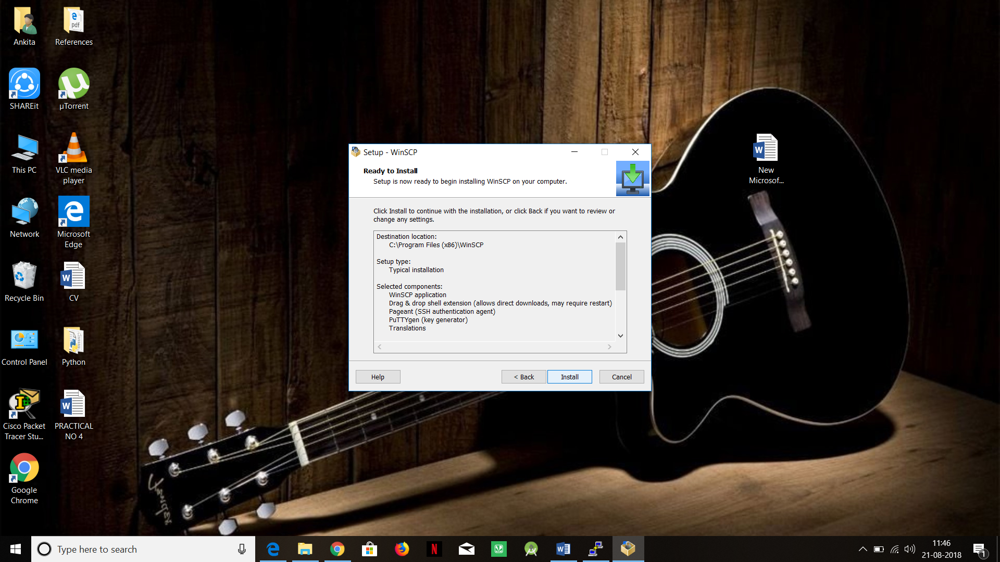 Ankita
References
pdf
SHAREit
µTorrent
This PC
VLC media
player
Network
Microsoft
Edge
Recycle Bin
CV
Control Panel
Python
Cisco Packet
Tracer Stu...
PRACTICAL
NO 4
Google
Chrome
New
Microsof...
Setup - WinSCP
Ready to Install
Setup is now ready to begin installing WinSCP on your computer.
Click Install to continue with the installation, or click Back if you want to review or
change any settings.
Destination location:
C:\Program Files (x86)\WinSCP
Setup type:
Typical installation
Selected components:
WinSCP application
Drag & drop shell extension (allows direct downloads, may require restart)
Pageant (SSH authentication agent)
PuTTYgen (key generator)
Translations
Help
< Back
Install
Cancel
Type here to search
11:46
21-08-2018
1